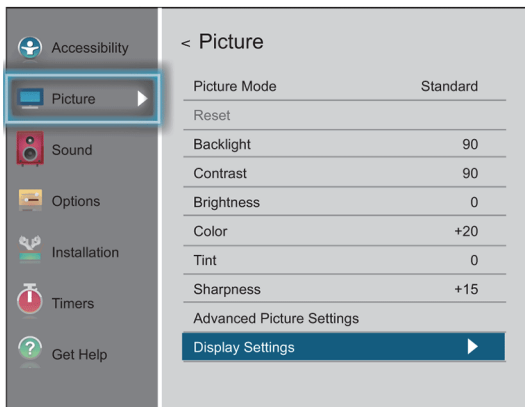 Accessibility
Picture
Sound
Options
Installation
Timers
? Get Help
< Picture
Picture Mode Standard
Reset
Backlight 90
Contrast 90
Brightness 0
Color +20
Tint 0
Sharpness +15
Advanced Picture Settings
Display Settings